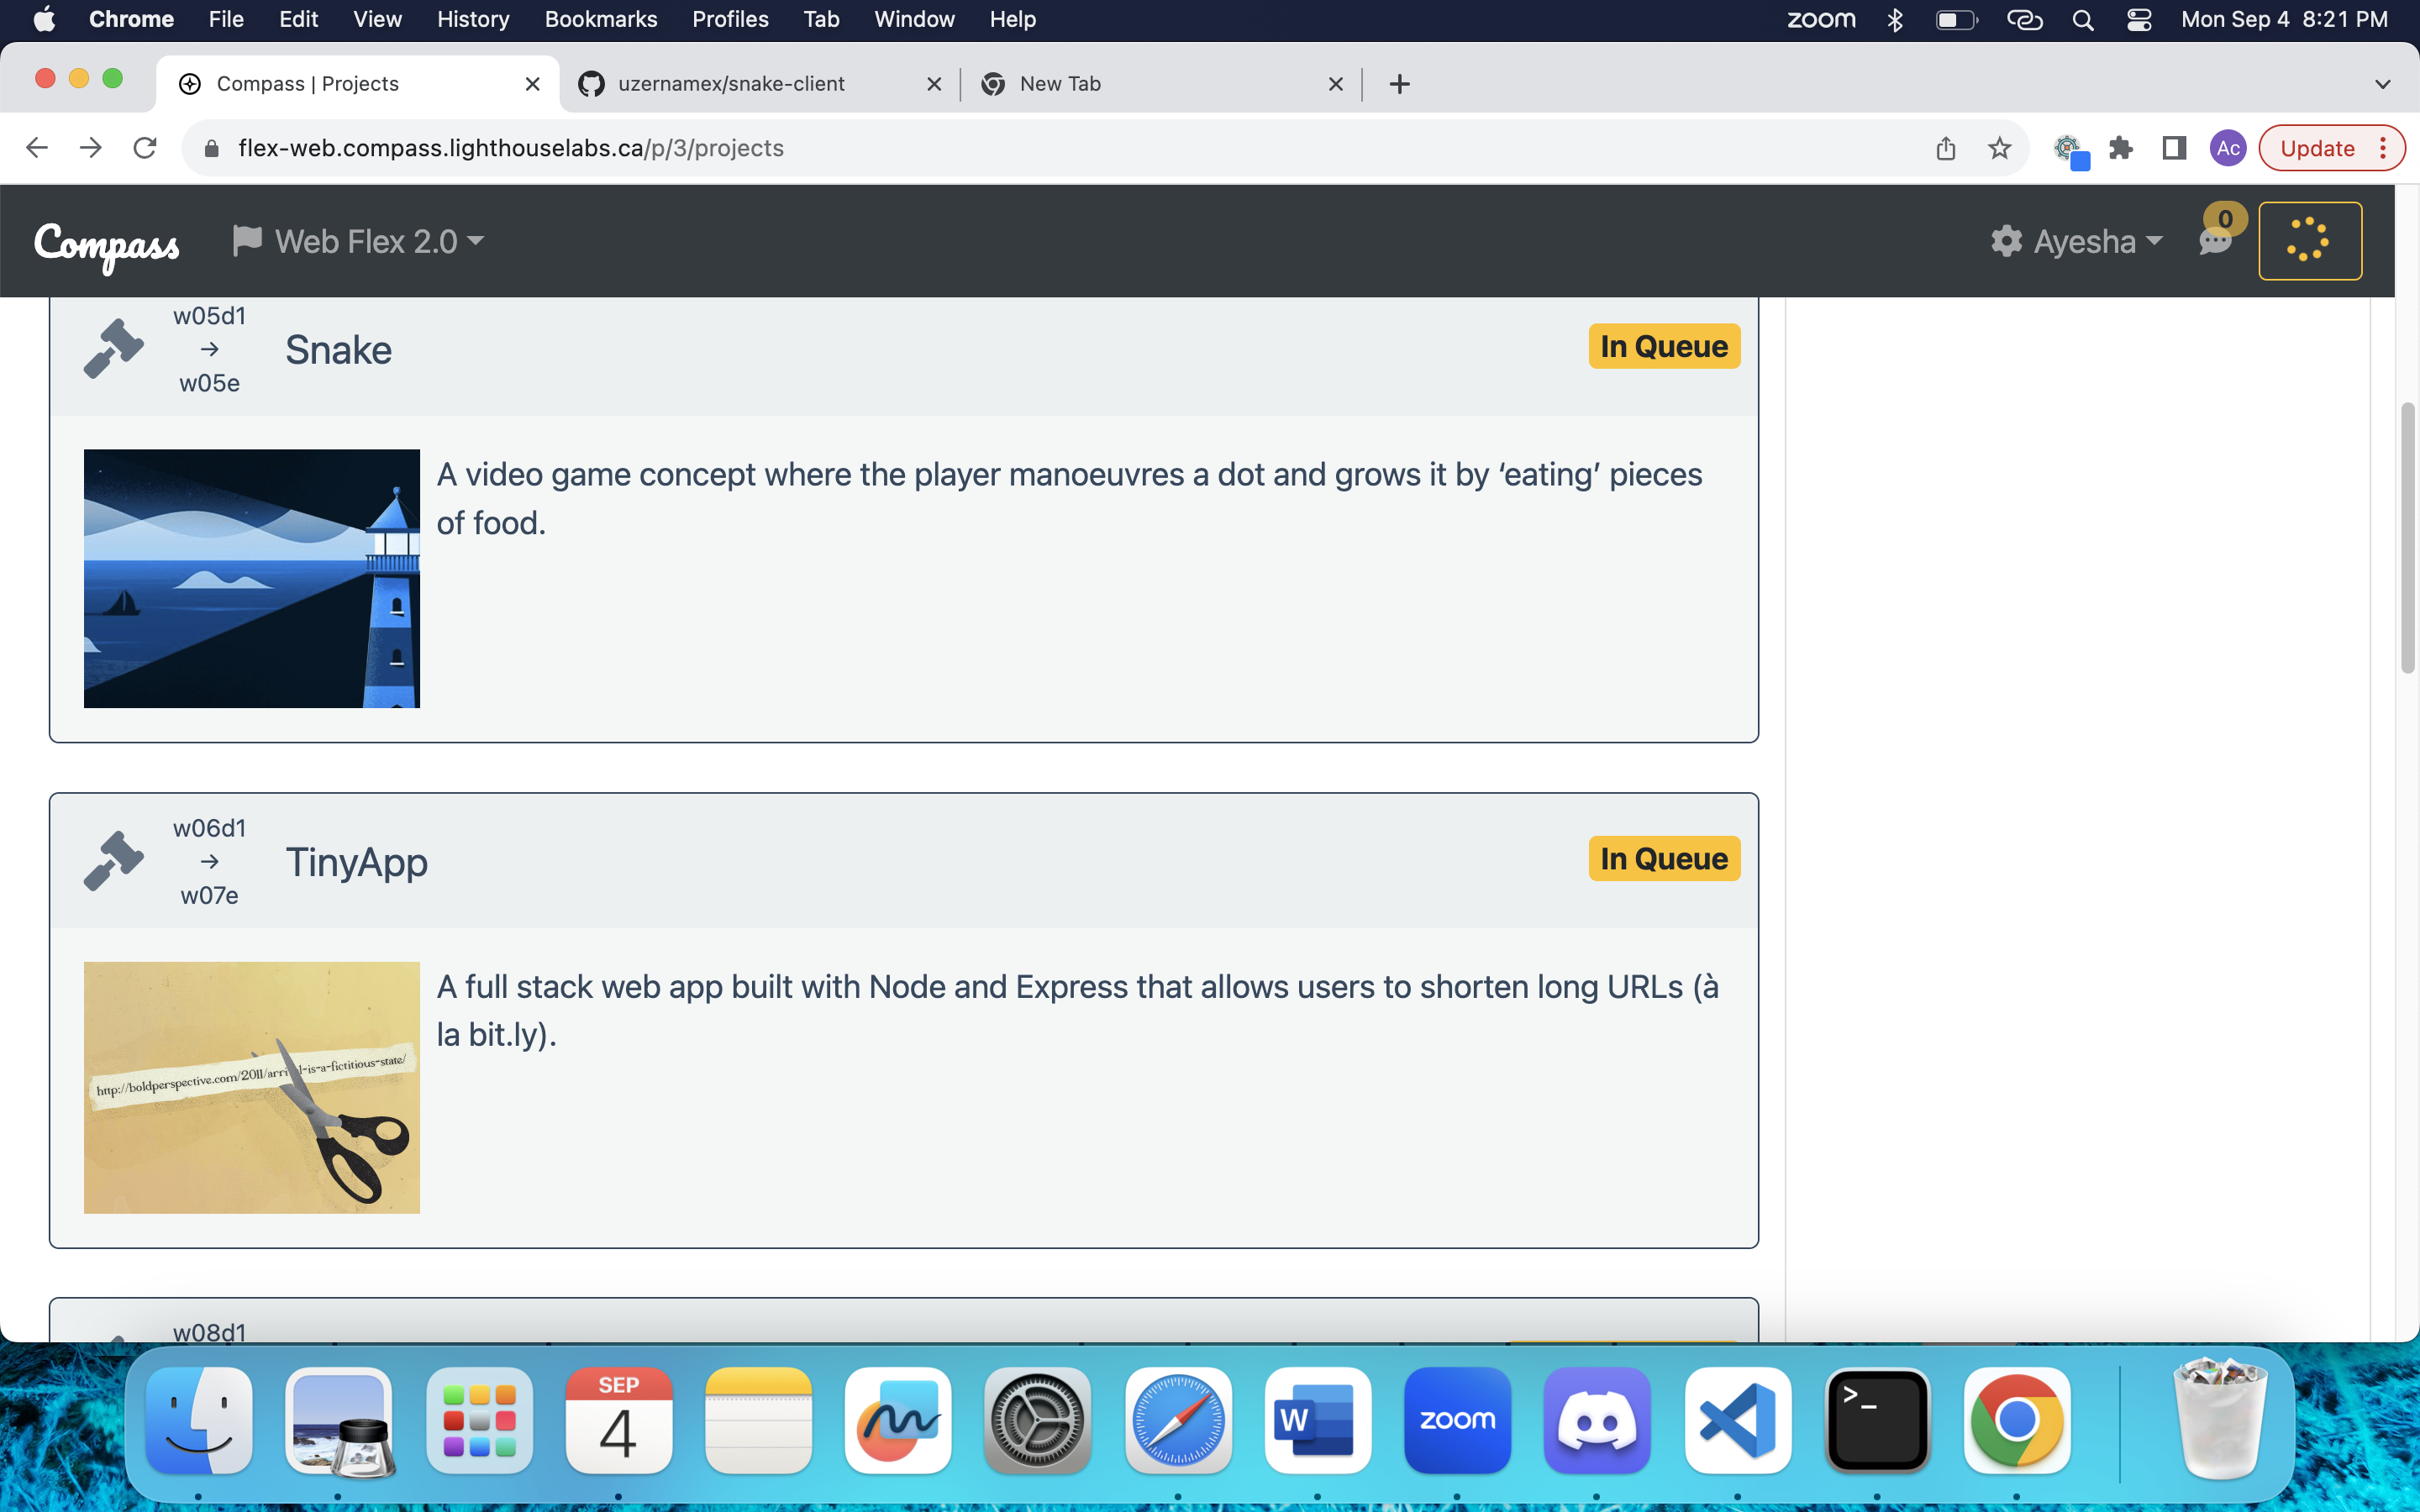 Chrome File Edit View History Bookmarks Profiles Tab Window Help zoom Mon Sep 4 8:21 PM
Compass | Projects uzernamex/snake-client New Tab
flex-web.compass.lighthouselabs.ca/p/3/projects Ac Update
Compass Web Flex 2.0 Ayesha 0
w05d1
→
w05e
Snake
In Queue
A video game concept where the player manoeuvres a dot and grows it by ‘eating’ pieces
of food.
w06d1
→
w07e
TinyApp
In Queue
A full stack web app built with Node and Express that allows users to shorten long URLs (à
la bit.ly).
http://boldperspective.com/2011/arri l-is-a-fictitious-state/
w08d1
SEP
4
W
zoom
>_